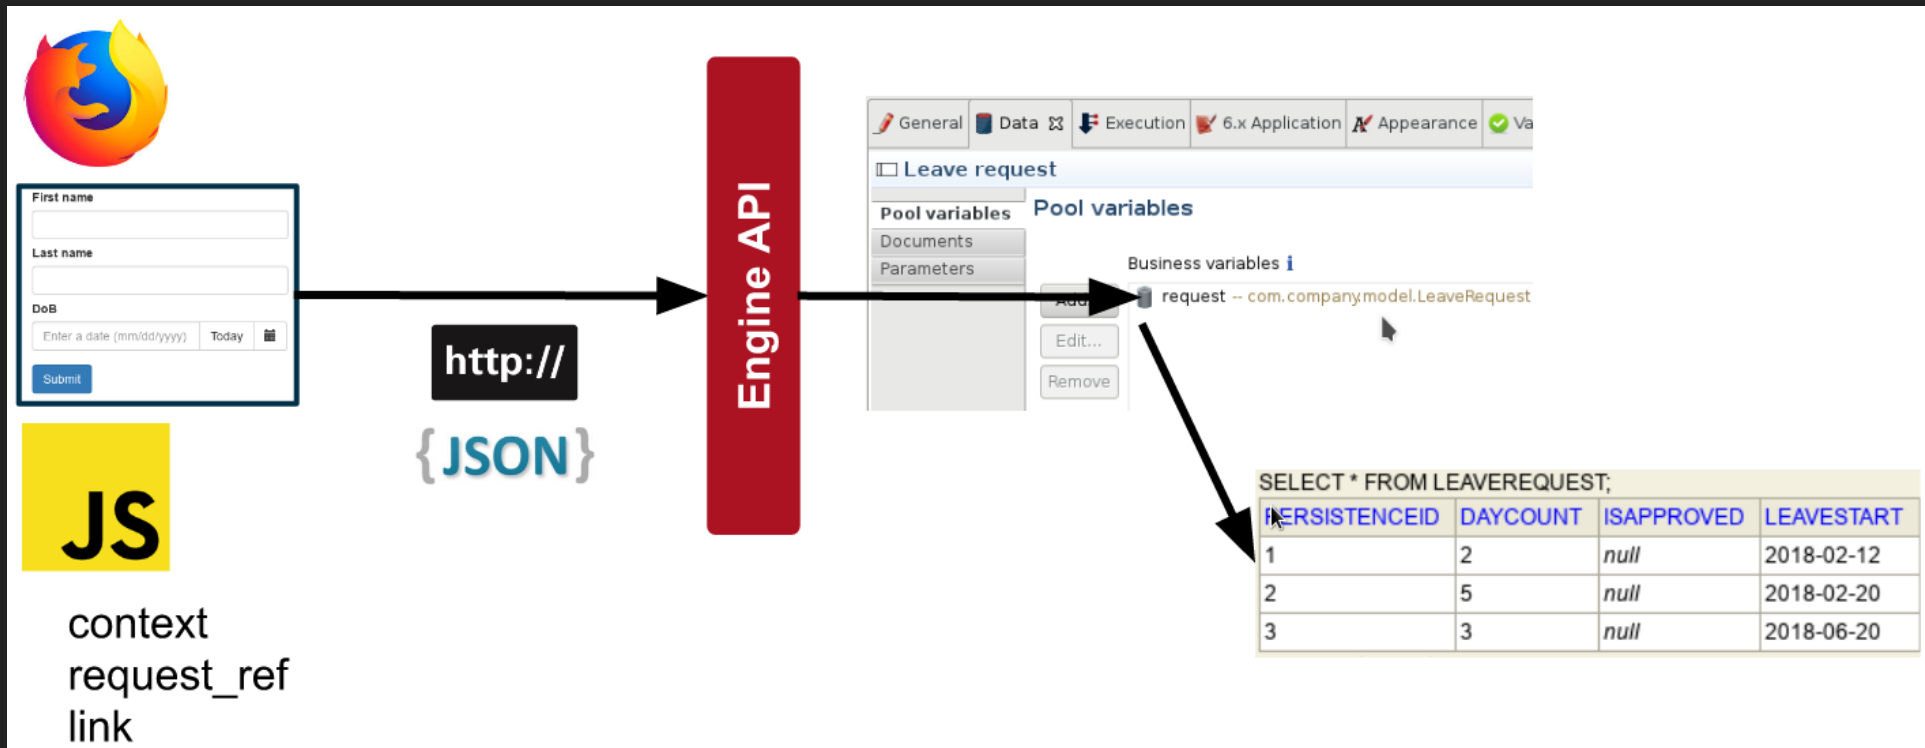 First name
Last name
DoB
Enter a date (mm/dd/yyyy) Today
Submit
JS
context
request_ref
link
http://
{JSON}
Engine API
General Data Execution 6.x Application Appearance Va
Leave request
Pool variables Pool variables
Documents
Parameters
Business variables
request -- com.company.model.LeaveRequest
Edit...
Remove
SELECT * FROM LEAVEREQUEST;
PERSISTENCEID DAYCOUNT ISAPPROVED LEAVESTART
1 2 null 2018-02-12
2 5 null 2018-02-20
3 3 null 2018-06-20